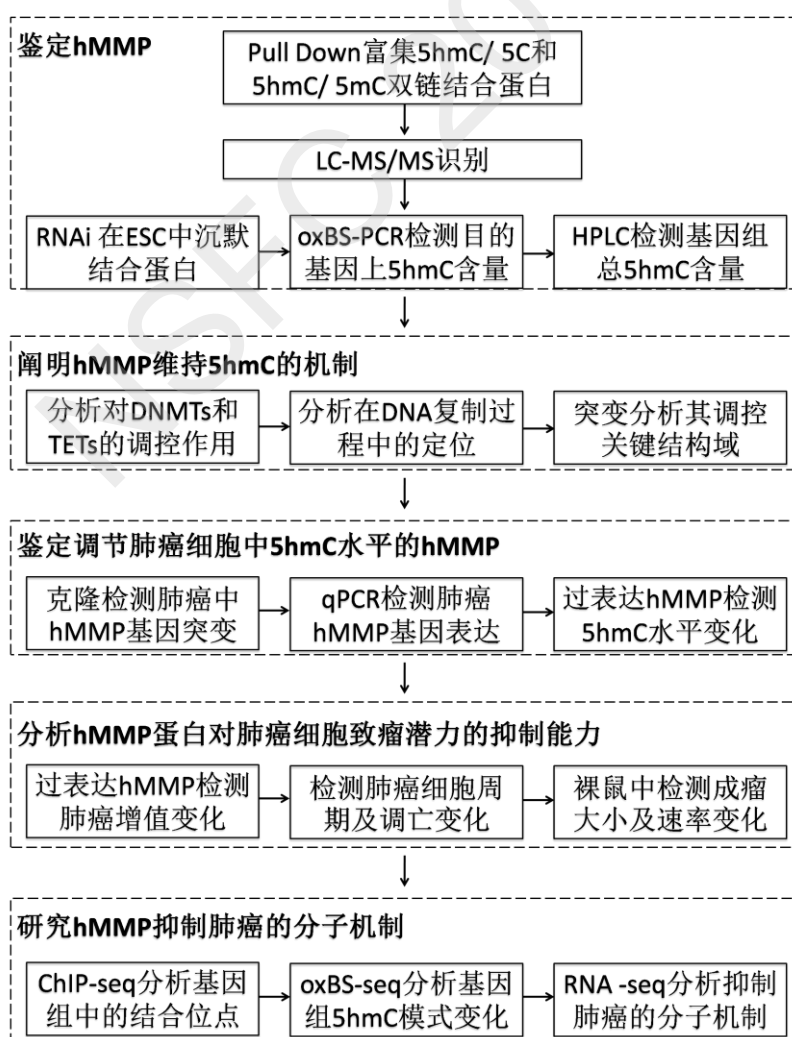 鉴定hMMP
Pull Down富集5hmC/ 5C和
5hmC/ 5mC双链结合蛋白
LC-MS/MS识别
RNAi 在ESC中沉默
结合蛋白
oxBS-PCR检测目的
基因上5hmC含量
HPLC检测基因组
总5hmC含量
阐明hMMP维持5hmC的机制
分析对DNMTs和
TETs的调控作用
分析在DNA复制过
程中的定位
突变分析其调控
关键结构域
鉴定调节肺癌细胞中5hmC水平的hMMP
克隆检测肺癌中
hMMP基因突变
qPCR检测肺癌
hMMP基因表达
过表达hMMP检测
5hmC水平变化
分析hMMP蛋白对肺癌细胞致瘤潜力的抑制能力
过表达hMMP检测
肺癌增值变化
检测肺癌细胞周
期及调亡变化
裸鼠中检测成瘤
大小及速率变化
研究hMMP抑制肺癌的分子机制
ChIP-seq分析基因
组中的结合位点
oxBS-seq分析基因
组5hmC模式变化
RNA -seq分析抑制
肺癌的分子机制
NSFC 20